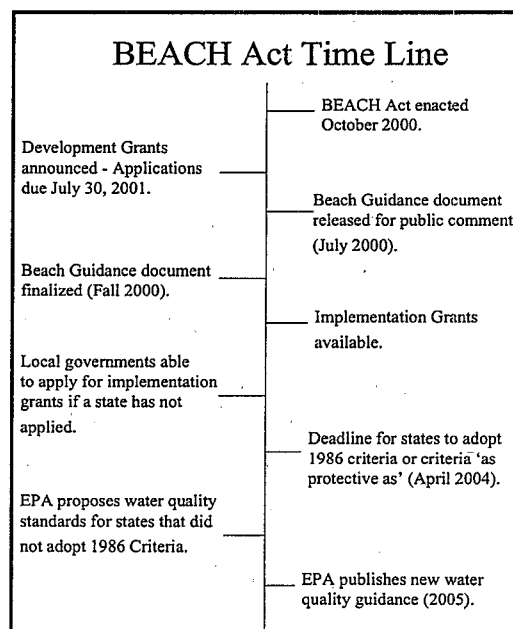 BEACH Act Time Line
BEACH Act enacted
October 2000.
Development Grants
announced - Applications
due July 30, 2001.
Beach Guidance document
released for public comment
(July 2000).
Beach Guidance document
finalized (Fall 2000).
Implementation Grants
available.
Local governments able
to apply for implementation
grants if a state has not
applied.
Deadline for states to adopt
1986 criteria or criteria ‘as
protective as’ (April 2004).
EPA proposes water quality
standards for states that did
not adopt 1986 Criteria.
EPA publishes new water
quality guidance (2005).